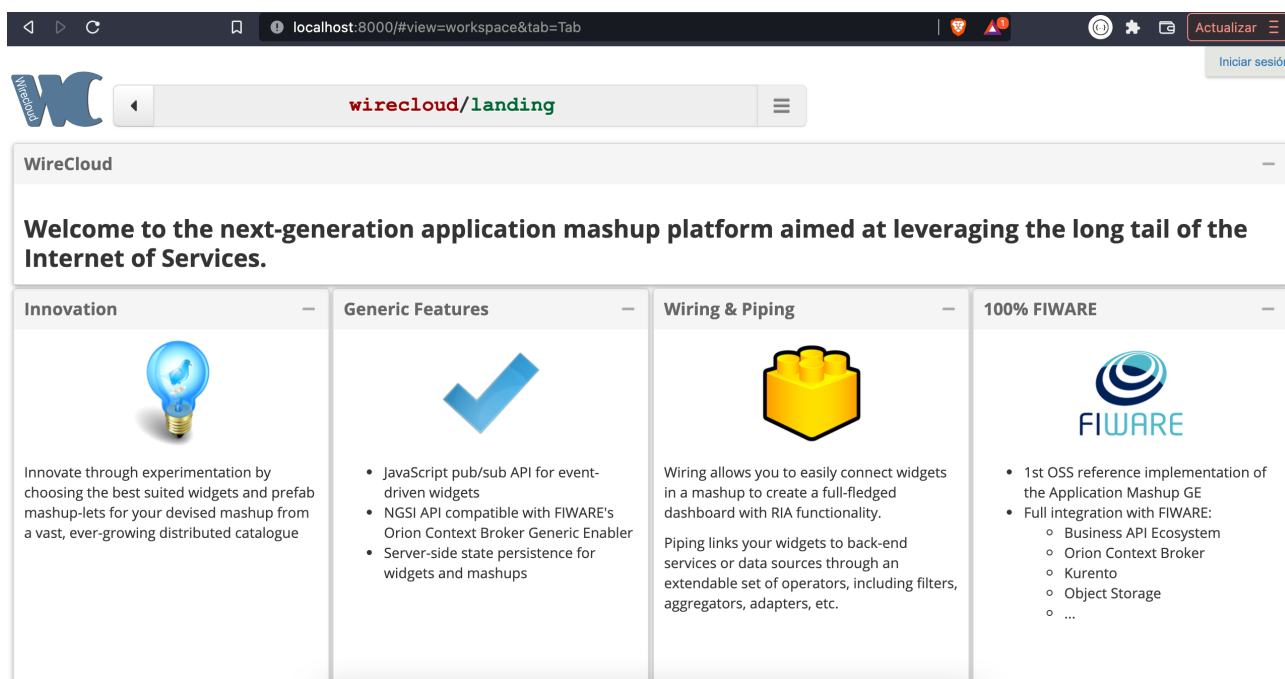 localhost:8000/#view=workspace&tab=Tab
1
Actualizar
Iniciar sesión
Wirecloud
WC
wirecloud/landing
WireCloud
Welcome to the next-generation application mashup platform aimed at leveraging the long tail of the
Internet of Services.
Innovation
Innovate through experimentation by
choosing the best suited widgets and prefab
mashup-lets for your devised mashup from
a vast, ever-growing distributed catalogue
Generic Features
• JavaScript pub/sub API for event-
driven widgets
• NGSI API compatible with FIWARE's
Orion Context Broker Generic Enabler
• Server-side state persistence for
widgets and mashups
Wiring & Piping
Wiring allows you to easily connect widgets
in a mashup to create a full-fledged
dashboard with RIA functionality.
Piping links your widgets to back-end
services or data sources through an
extendable set of operators, including filters,
aggregators, adapters, etc.
100% FIWARE
FIWARE
• 1st OSS reference implementation of
the Application Mashup GE
• Full integration with FIWARE:
◦ Business API Ecosystem
◦ Orion Context Broker
◦ Kurento
◦ Object Storage
◦ ...